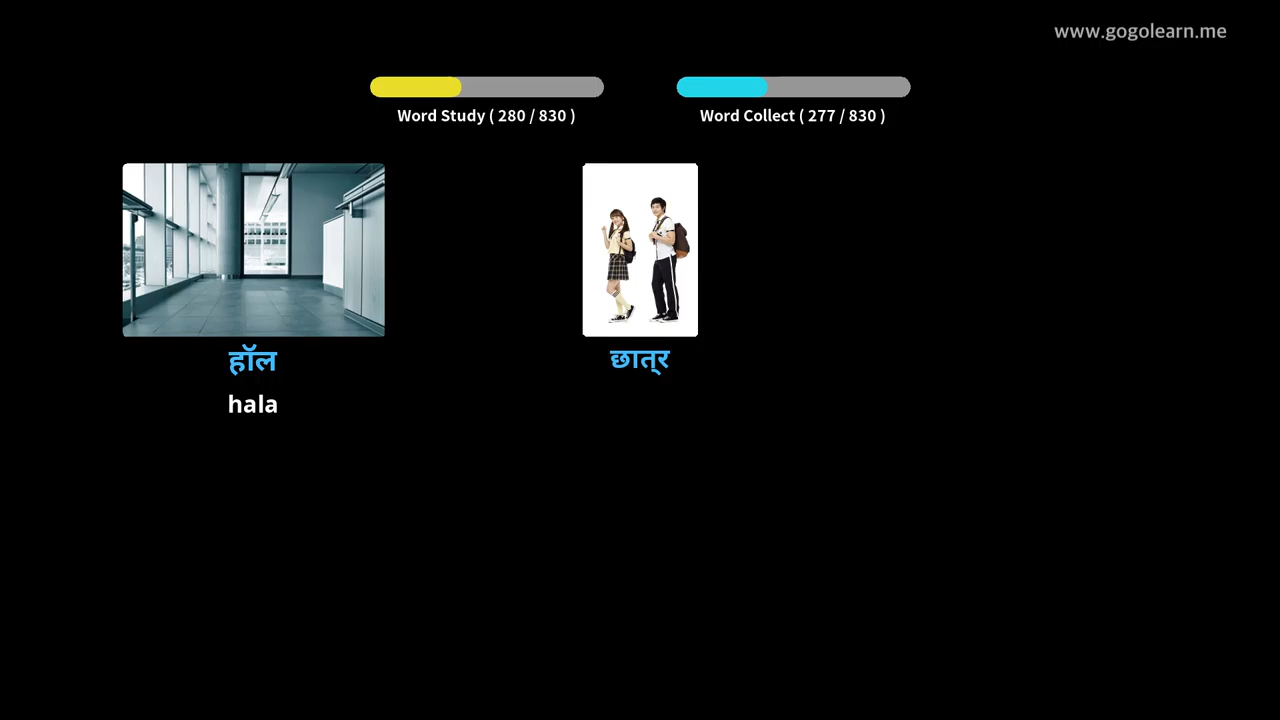 www.gogolearn.me
Word Study ( 280 / 830 )
Word Collect ( 277 / 830 )
हॉल
hala
छात्र